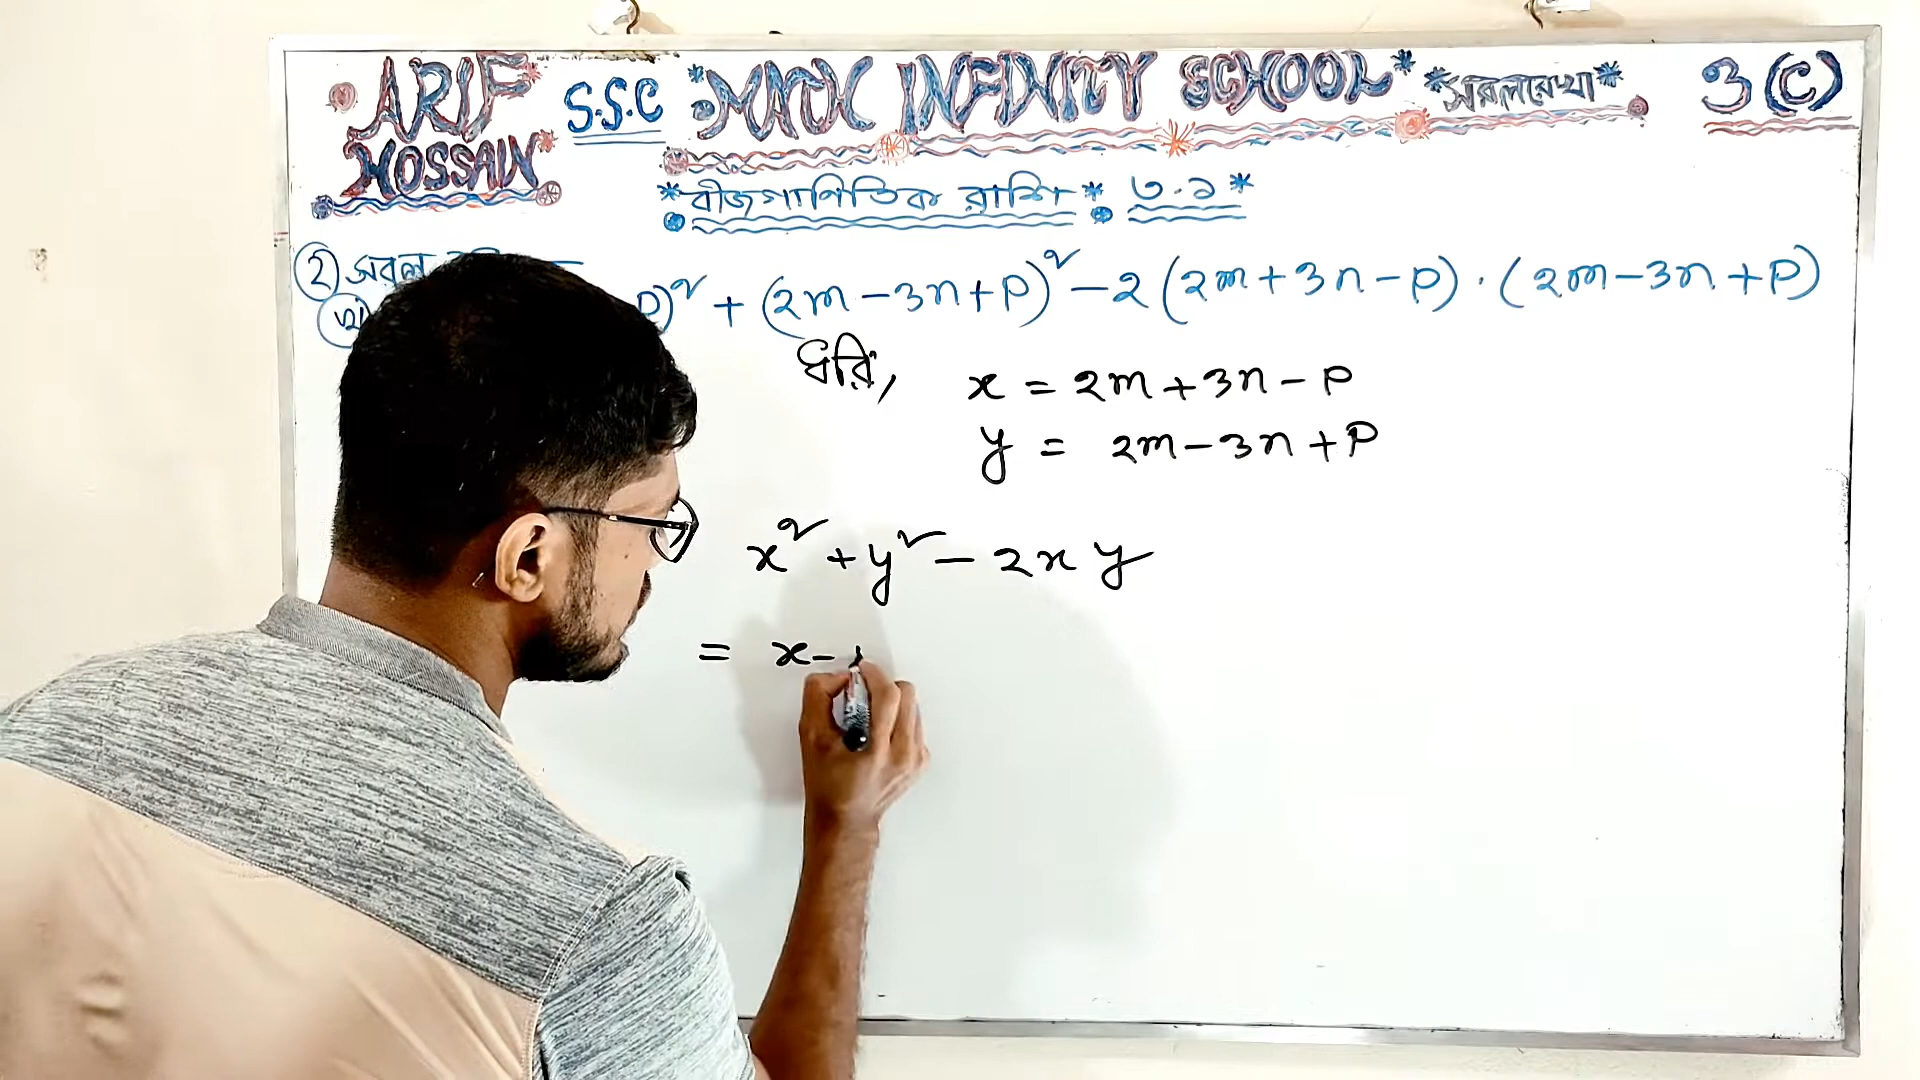 ARIF HOSSAIN
S.S.C
MATH INFINITY SCHOOL
*সরলরেখা*
3(C)
*বীজগাণিতিক রাশি* ৩.১*
2) সরল
P)² + (2m-3n+P)² - 2(2m+3n-P).(2m-3n+P)
ধরি, x = 2m+3n-P
y = 2m-3n+P
x² + y² - 2xy
= x-